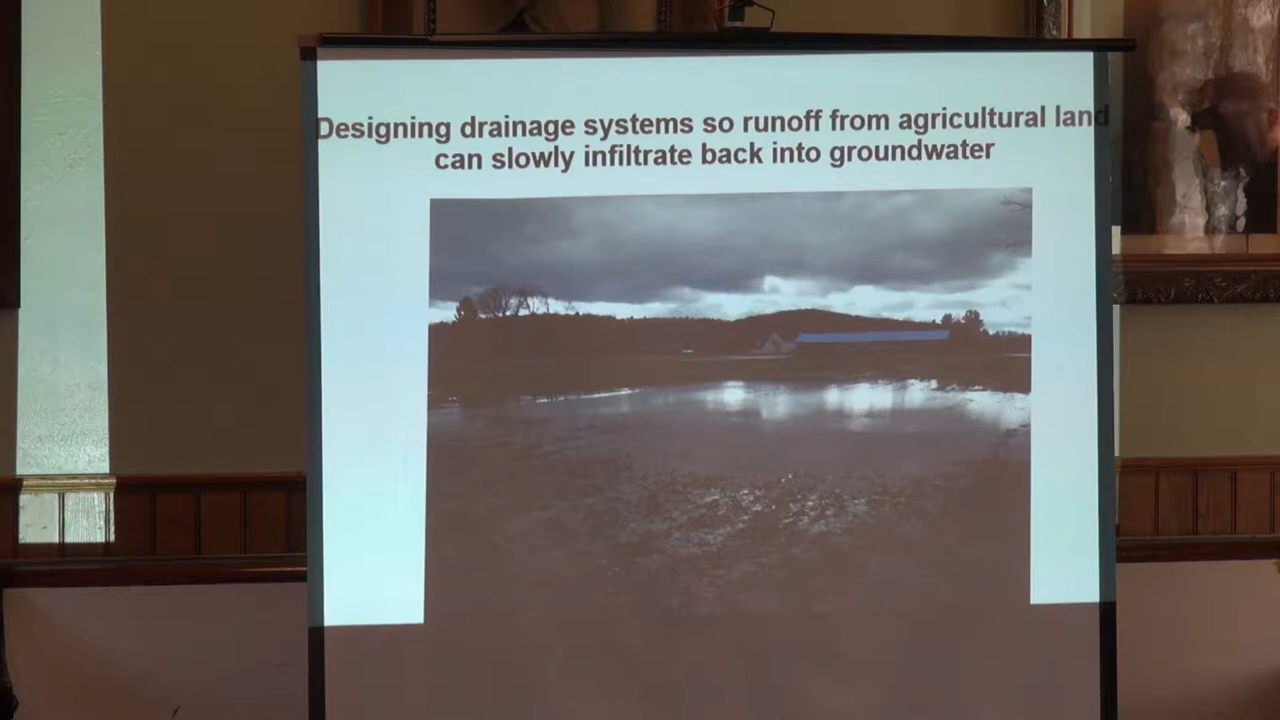 Designing drainage systems so runoff from agricultural land
can slowly infiltrate back into groundwater